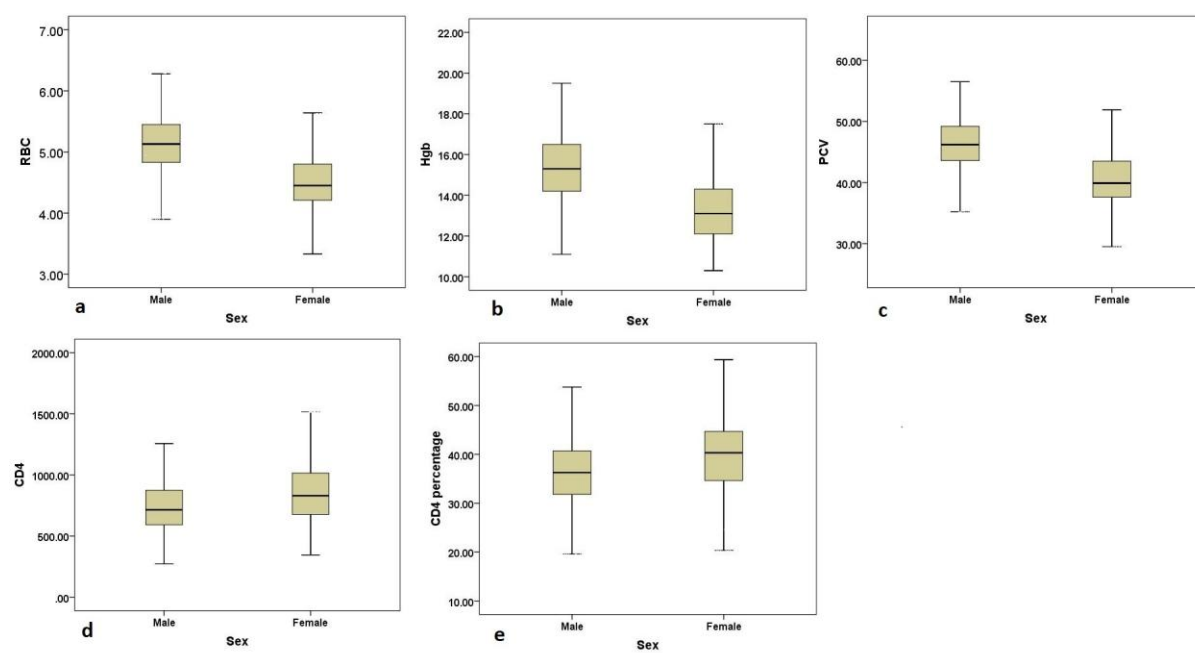 7.00
6.00
5.00
4.00
3.00
RBC
Male
Female
Sex
a
22.00
20.00
18.00
16.00
14.00
12.00
10.00
Hgb
Male
Female
Sex
b
60.00
50.00
40.00
30.00
PCV
Male
Female
Sex
c
2000.00
1500.00
1000.00
500.00
.00
CD4
Male
Female
Sex
d
60.00
50.00
40.00
30.00
20.00
10.00
CD4 percentage
Male
Female
Sex
e